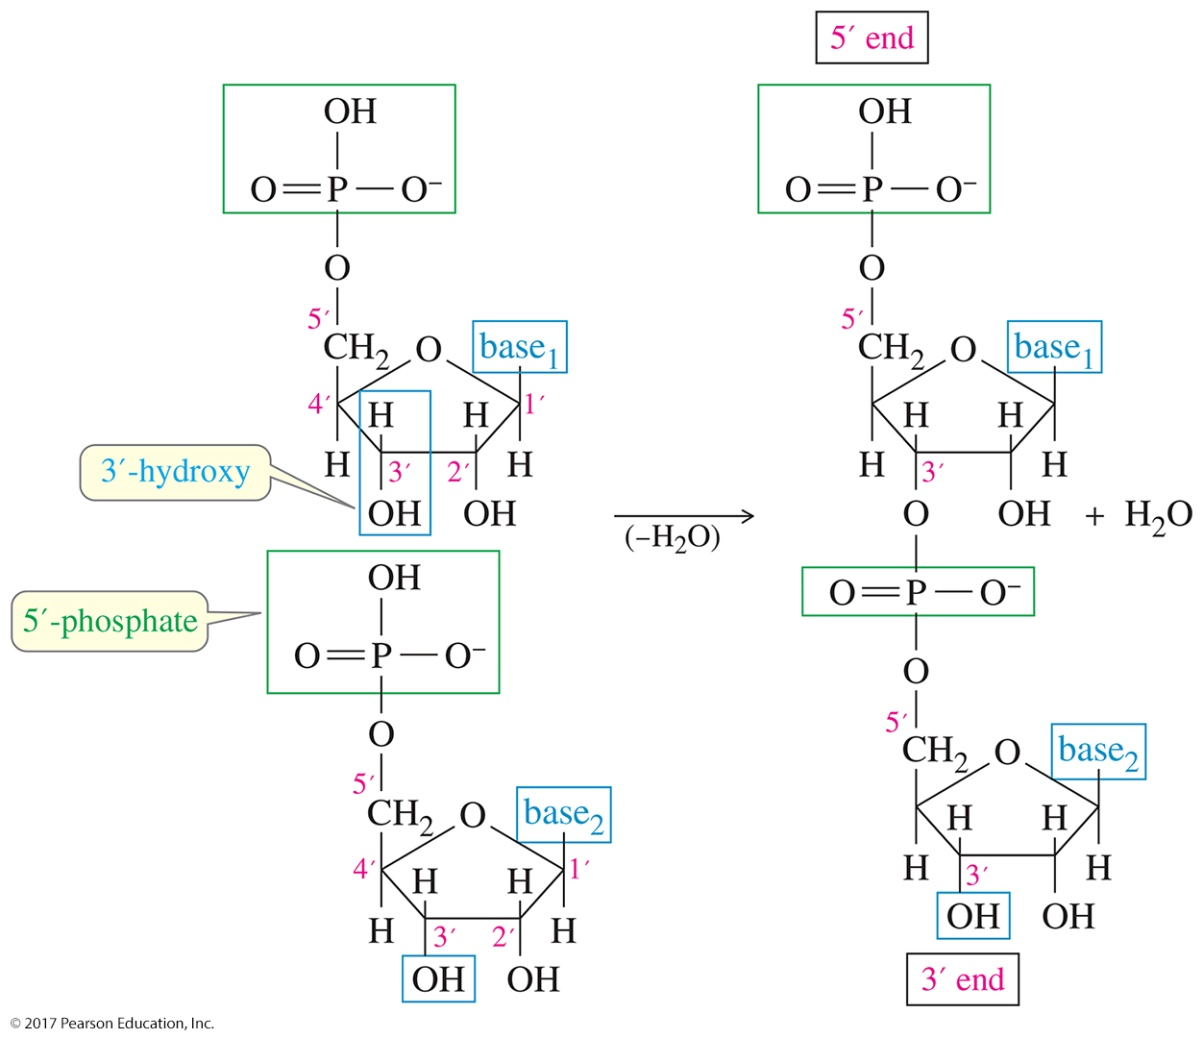 5′ end
OH
OH
O=P—O⁻
O=P—O⁻
O
O
5′
5′
CH₂
O
base₁
CH₂
O
base₁
4′
H
H
1′
H
H
3′-hydroxy
H
3′
2′
H
H
3′
H
OH
OH
(−H₂O)
O
OH
+ H₂O
5′-phosphate
OH
O=P—O⁻
O=P—O⁻
O
O
5′
CH₂
O
base₂
5′
CH₂
O
base₂
4′
H
H
1′
H
H
H
3′
2′
H
H
3′
H
OH
OH
OH
OH
3′ end
© 2017 Pearson Education, Inc.